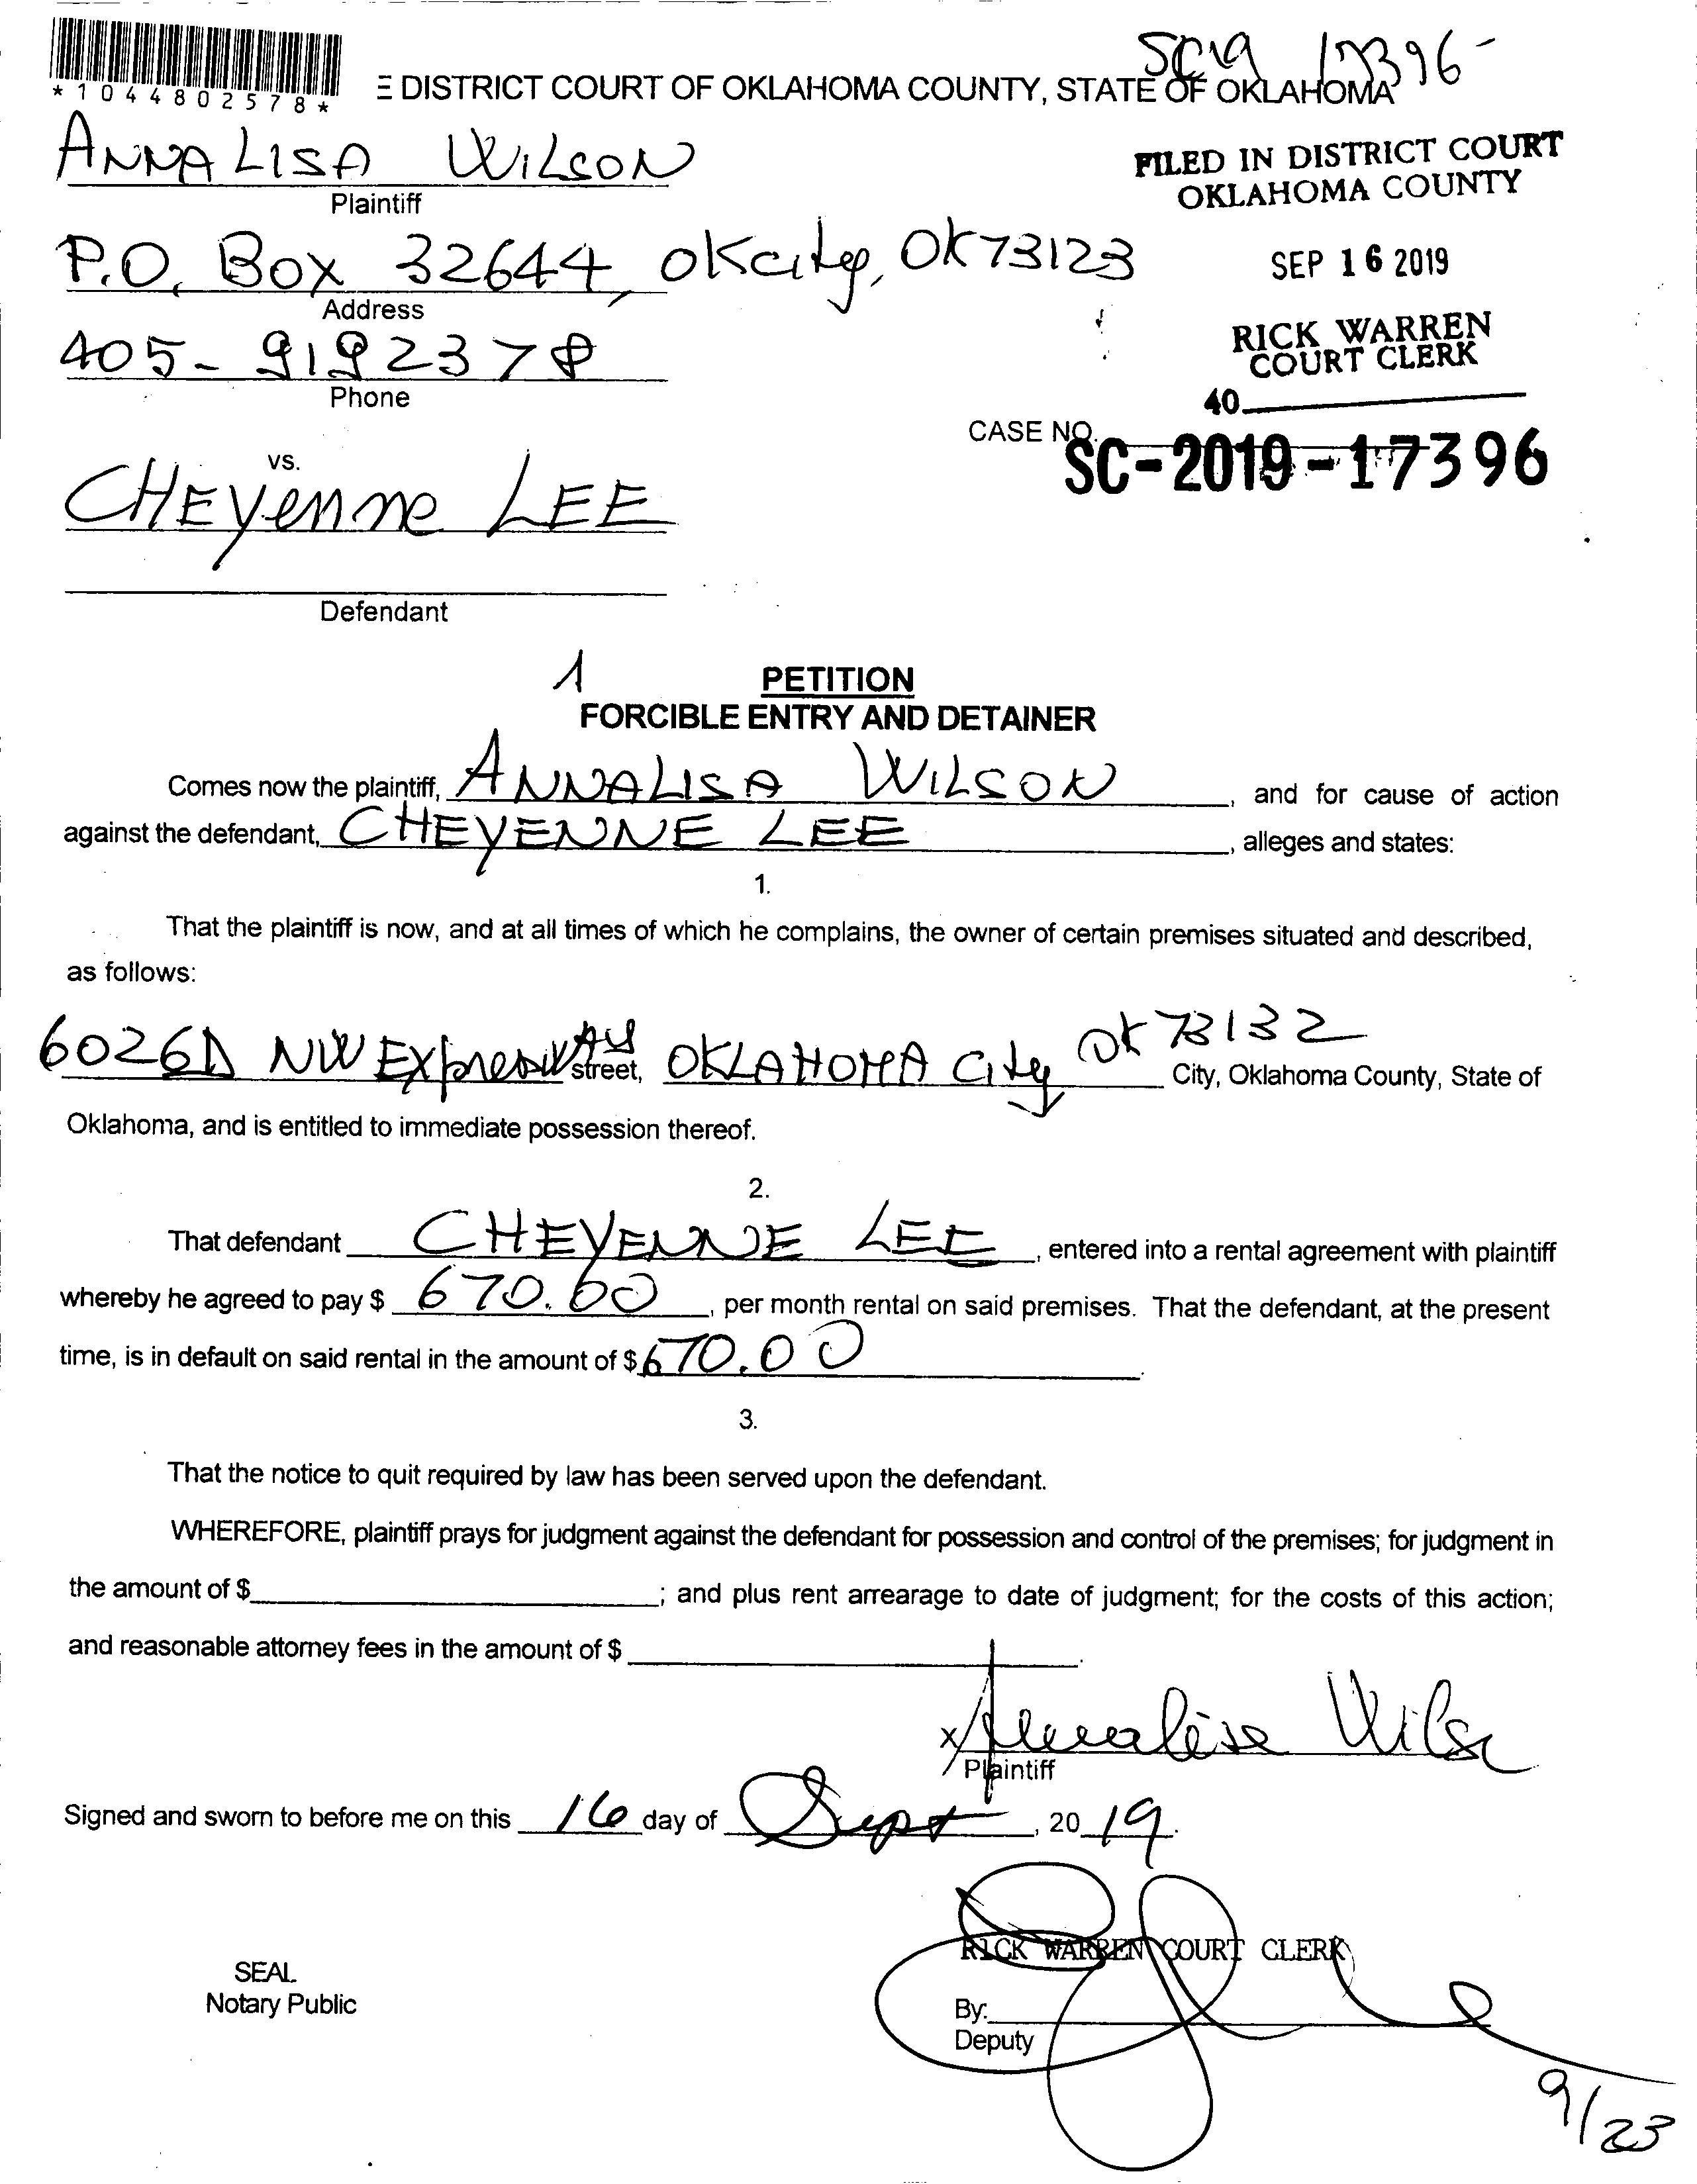 SC19 17396-
*1044802578*
E DISTRICT COURT OF OKLAHOMA COUNTY, STATE OF OKLAHOMA
ANNALISA WILSON
Plaintiff
FILED IN DISTRICT COURT
OKLAHOMA COUNTY
P.O. Box 32644, OKcity, OK 73123
Address
SEP 16 2019
405-9192378
Phone
RICK WARREN
COURT CLERK
40
CASE NO. SC-2019-17396
vs.
CHEYenne LEE
Defendant
1
PETITION
FORCIBLE ENTRY AND DETAINER
Comes now the plaintiff, ANNALISA WILSON, and for cause of action
against the defendant, CHEYENNE LEE, alleges and states:
1.
That the plaintiff is now, and at all times of which he complains, the owner of certain premises situated and described,
as follows:
6026D NW Expressway street, OKLAHOMA City OK 73132 City, Oklahoma County, State of
Oklahoma, and is entitled to immediate possession thereof.
2.
That defendant CHEYENNE LEE, entered into a rental agreement with plaintiff
whereby he agreed to pay $ 670.00, per month rental on said premises. That the defendant, at the present
time, is in default on said rental in the amount of $ 670.00.
3.
That the notice to quit required by law has been served upon the defendant.
WHEREFORE, plaintiff prays for judgment against the defendant for possession and control of the premises; for judgment in
the amount of $ ; and plus rent arrearage to date of judgment; for the costs of this action;
and reasonable attorney fees in the amount of $ .
x Annalisa Wilson
Plaintiff
Signed and sworn to before me on this 16 day of Sept, 2019.
RICK WARREN COURT CLERK
SEAL
Notary Public
By:
Deputy
9/23